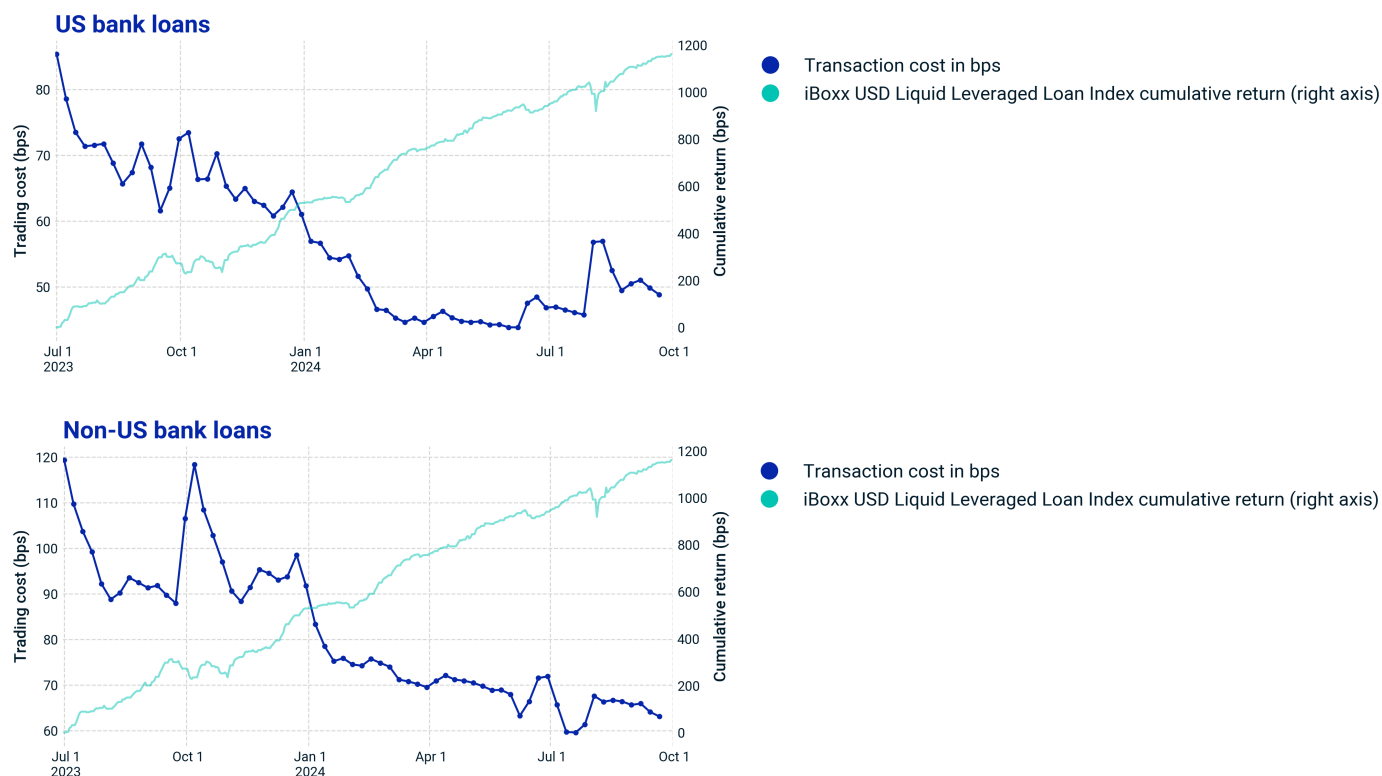 US bank loans
Trading cost (bps)
80
70
60
50
1200
1000
800
600
400
200
0
Cumulative return (bps)
Jul 1
2023
Oct 1
Jan 1
2024
Apr 1
Jul 1
Oct 1
Transaction cost in bps
iBoxx USD Liquid Leveraged Loan Index cumulative return (right axis)
Non-US bank loans
Trading cost (bps)
120
110
100
90
80
70
60
1200
1000
800
600
400
200
0
Cumulative return (bps)
Jul 1
2023
Oct 1
Jan 1
2024
Apr 1
Jul 1
Oct 1
Transaction cost in bps
iBoxx USD Liquid Leveraged Loan Index cumulative return (right axis)